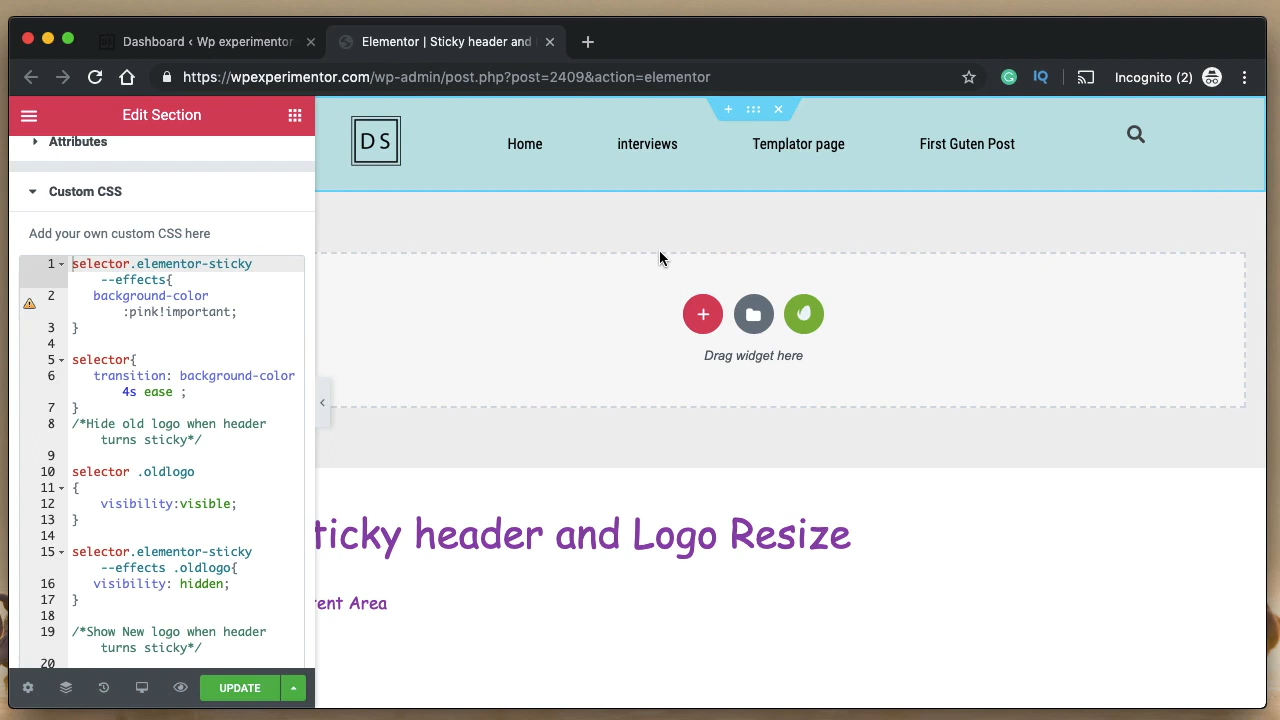 Dashboard ‹ Wp experimentor
Elementor | Sticky header and
https://wpexperimentor.com/wp-admin/post.php?post=2409&action=elementor
IQ
Incognito (2)
Edit Section
DS
Home
interviews
Templator page
First Guten Post
Attributes
Custom CSS
Add your own custom CSS here
1 selector.elementor-sticky
--effects{
2 background-color
:pink!important;
3 }
4
5 selector{
6 transition: background-color
4s ease ;
7 }
8 /*Hide old logo when header
turns sticky*/
9
10 selector .oldlogo
11 {
12 visibility:visible;
13 }
14
15 selector.elementor-sticky
--effects .oldlogo{
16 visibility: hidden;
17 }
18
19 /*Show New logo when header
turns sticky*/
20
Drag widget here
ticky header and Logo Resize
rent Area
UPDATE